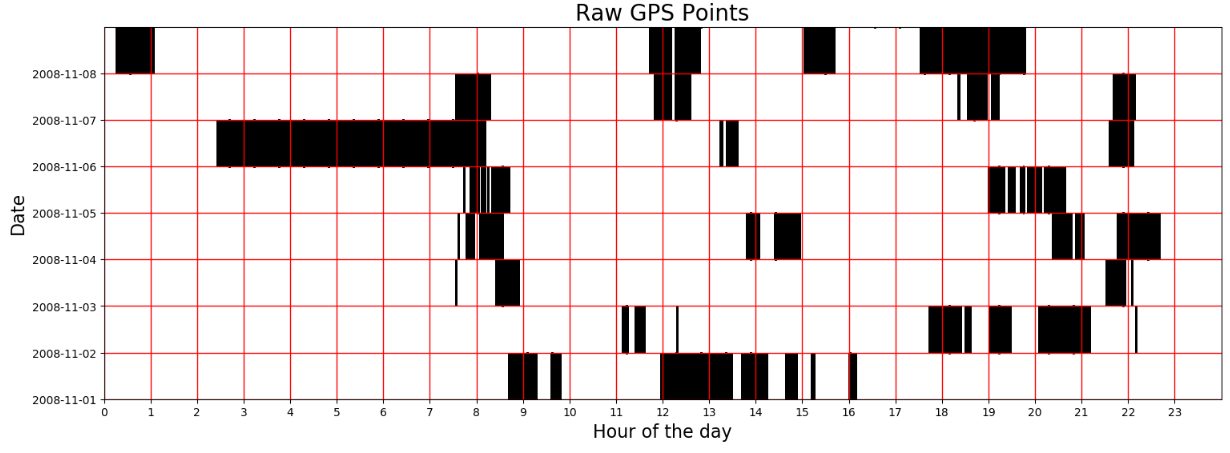 Raw GPS Points
Date
2008-11-08
2008-11-07
2008-11-06
2008-11-05
2008-11-04
2008-11-03
2008-11-02
2008-11-01
0 1 2 3 4 5 6 7 8 9 10 11 12 13 14 15 16 17 18 19 20 21 22 23
Hour of the day